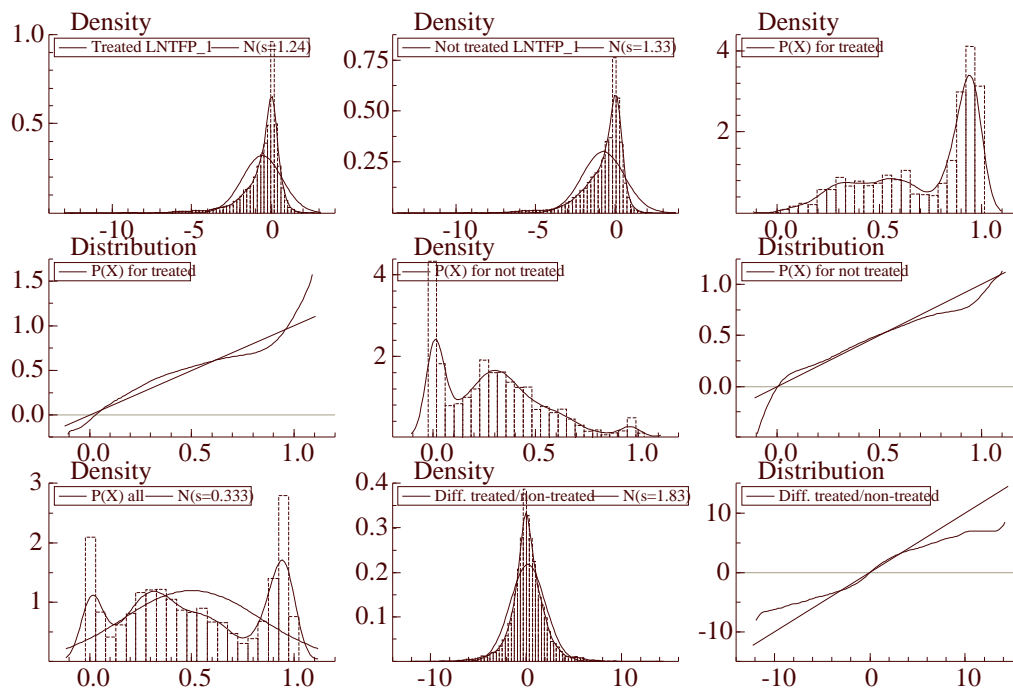 Density
Treated LNTFP_1 N(s=1.24)
1.0
0.5
-10 -5 0
Density
Not treated LNTFP_1 N(s=1.33)
0.75
0.50
0.25
-10 -5 0
Density
P(X) for treated
4
2
0.0 0.5 1.0
Distribution
P(X) for treated
1.5
1.0
0.5
0.0
0.0 0.5 1.0
Density
P(X) for not treated
4
2
0.0 0.5 1.0
Distribution
P(X) for not treated
1.0
0.5
0.0
0.0 0.5 1.0
Density
P(X) all N(s=0.333)
3
2
1
0.0 0.5 1.0
Density
Diff. treated/non-treated N(s=1.83)
0.4
0.3
0.2
0.1
-10 0 10
Distribution
Diff. treated/non-treated
10
0
-10
-10 0 10